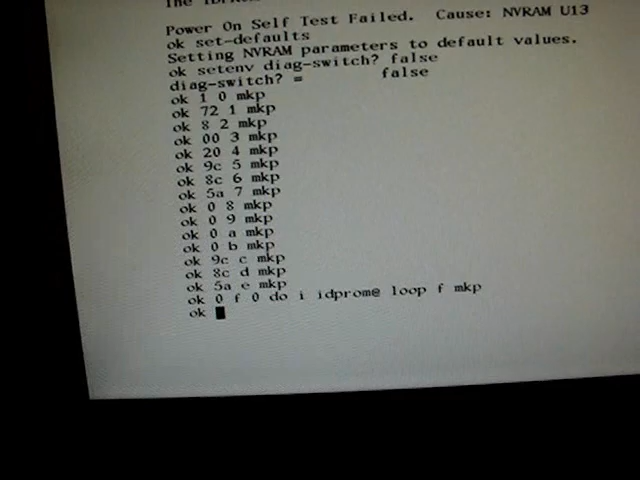 The
Power On Self Test Failed.  Cause: NVRAM U13
ok set-defaults
Setting NVRAM parameters to default values.
ok setenv diag-switch? false
diag-switch? =          false
ok 1 0 mkp
ok 72 1 mkp
ok 8 2 mkp
ok 00 3 mkp
ok 20 4 mkp
ok 9c 5 mkp
ok 8c 6 mkp
ok 5a 7 mkp
ok 0 8 mkp
ok 0 9 mkp
ok 0 a mkp
ok 0 b mkp
ok 9c c mkp
ok 8c d mkp
ok 5a e mkp
ok 0 f 0 do i idprom@ loop f mkp
ok